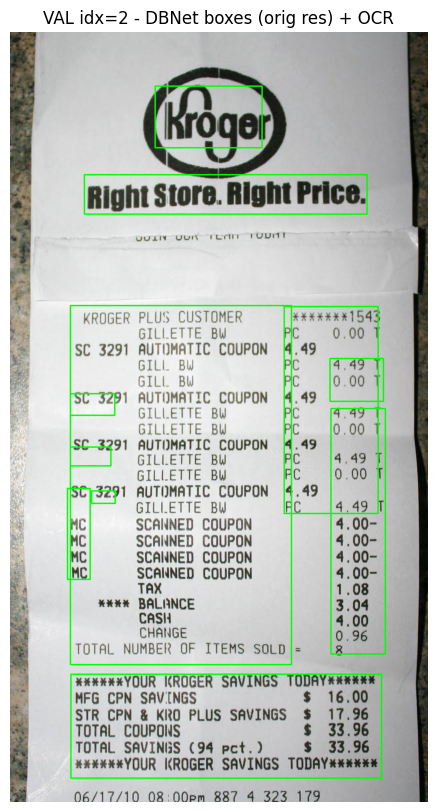 VAL idx=2 - DBNet boxes (orig res) + OCR
Kroger
Right Store. Right Price.
JOIN OUR TEAM TODAY
KROGER PLUS CUSTOMER *******1543
GILLETTE BW PC 0.00 T
SC 3291 AUTOMATIC COUPON 4.49
GILL BW PC 4.49 T
GILL BW PC 0.00 T
SC 3291 AUTOMATIC COUPON 4.49
GILLETTE BW PC 4.49 T
GILLETTE BW PC 0.00 T
SC 3291 AUTOMATIC COUPON 4.49
GILLETTE BW PC 4.49 T
GILLETTE BW PC 0.00 T
SC 3291 AUTOMATIC COUPON 4.49
GILLETTE BW PC 4.49 T
MC SCANNED COUPON 4.00-
MC SCANNED COUPON 4.00-
MC SCANNED COUPON 4.00-
MC SCANNED COUPON 4.00-
TAX 1.08
**** BALANCE 3.04
CASH 4.00
CHANGE 0.96
TOTAL NUMBER OF ITEMS SOLD = 8
******YOUR KROGER SAVINGS TODAY******
MFG CPN SAVINGS $ 16.00
STR CPN & KRO PLUS SAVINGS $ 17.96
TOTAL COUPONS $ 33.96
TOTAL SAVINGS (94 pct.) $ 33.96
******YOUR KROGER SAVINGS TODAY******
06/17/10 08:00pm 887 4 323 179